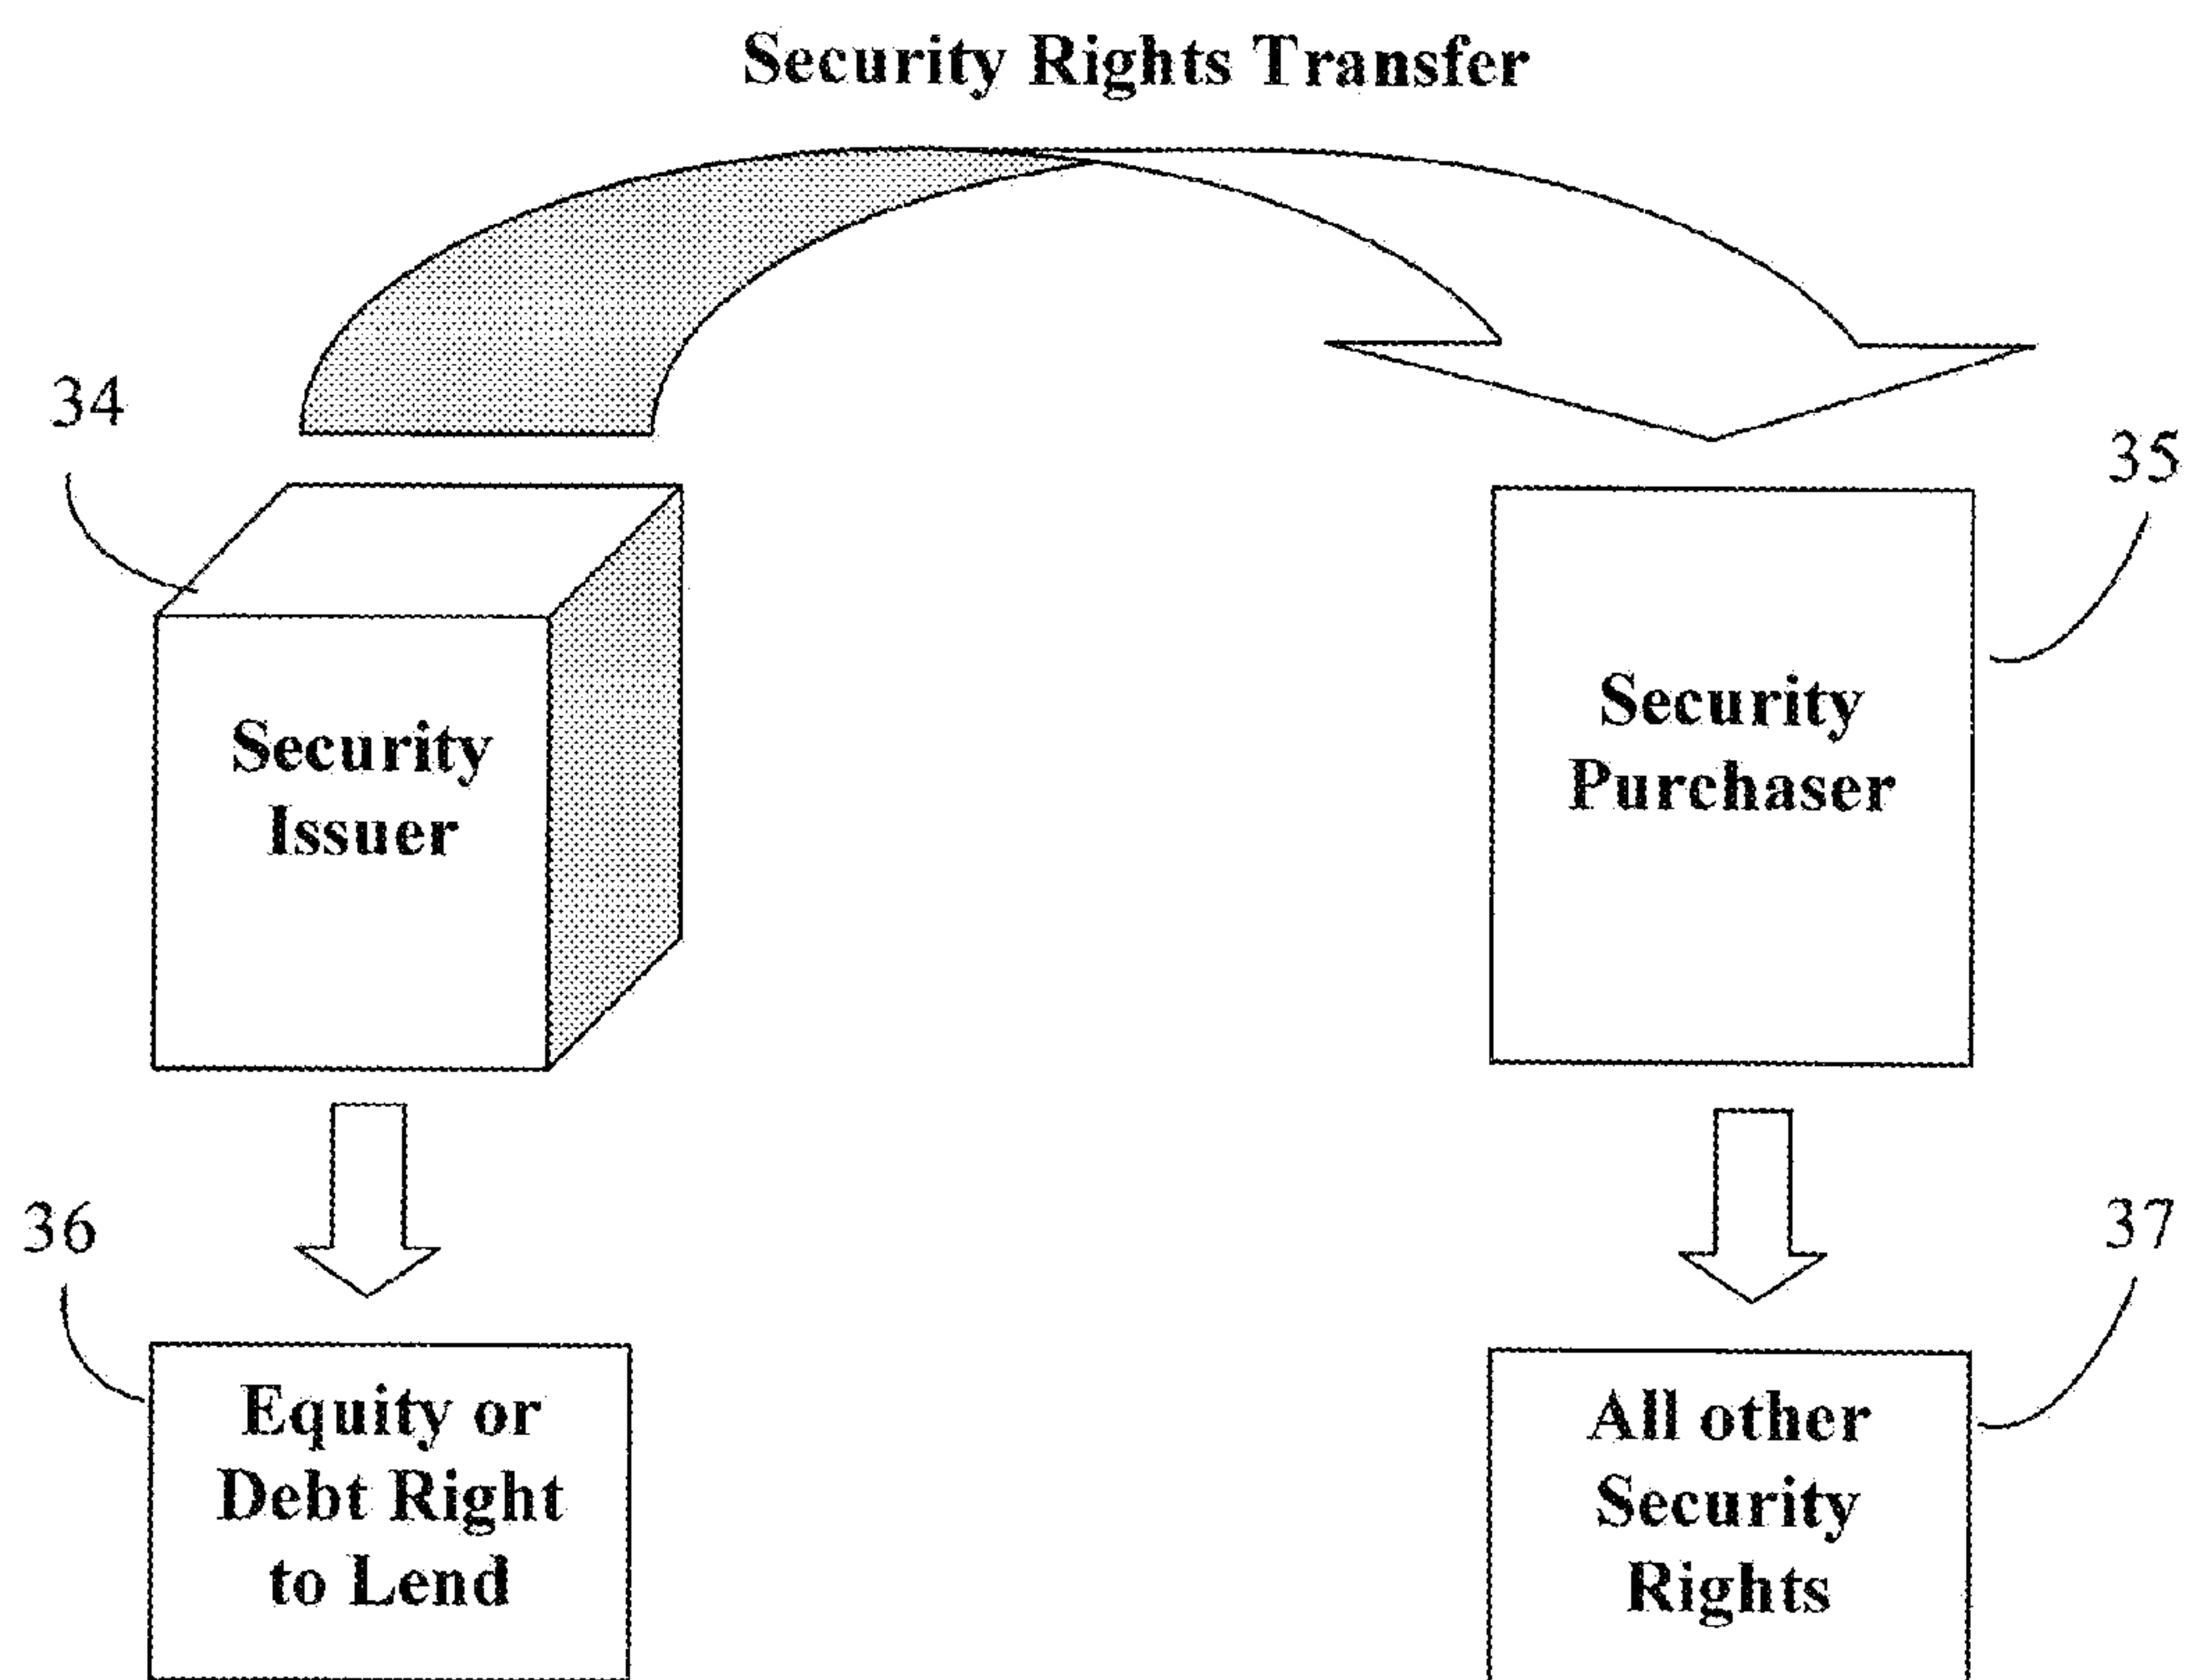 Security Rights Transfer
34
35
Security
Issuer
Security
Purchaser
36
37
Equity or
Debt Right
to Lend
All other
Security
Rights